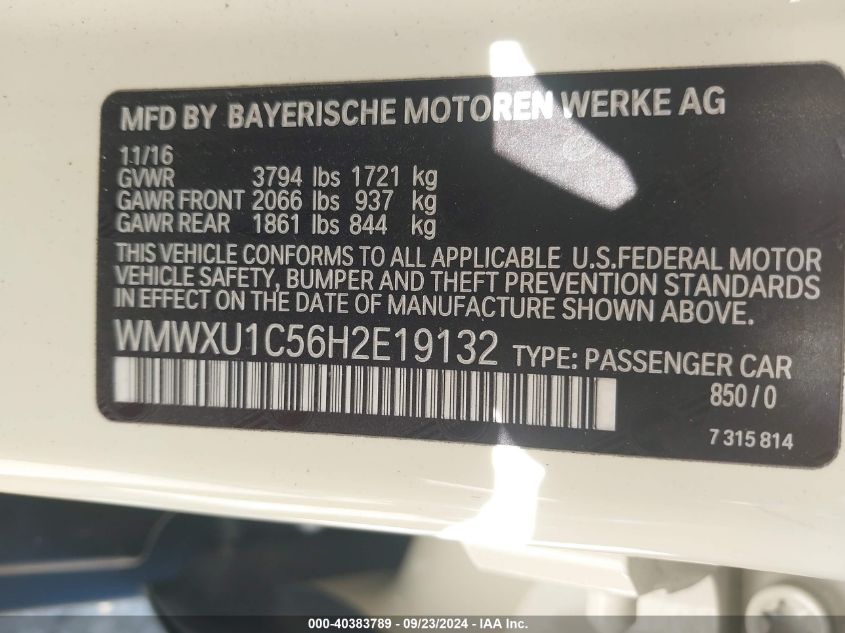 MFD BY BAYERISCHE MOTOREN WERKE AG
11/16
GVWR 3794 lbs 1721 kg
GAWR FRONT 2066 lbs 937 kg
GAWR REAR 1861 lbs 844 kg
THIS VEHICLE CONFORMS TO ALL APPLICABLE U.S.FEDERAL MOTOR
VEHICLE SAFETY, BUMPER AND THEFT PREVENTION STANDARDS
IN EFFECT ON THE DATE OF MANUFACTURE SHOWN ABOVE.
WMWXU1C56H2E19132 TYPE: PASSENGER CAR
850/0
7 315 814
000-40383789 - 09/23/2024 - IAA Inc.